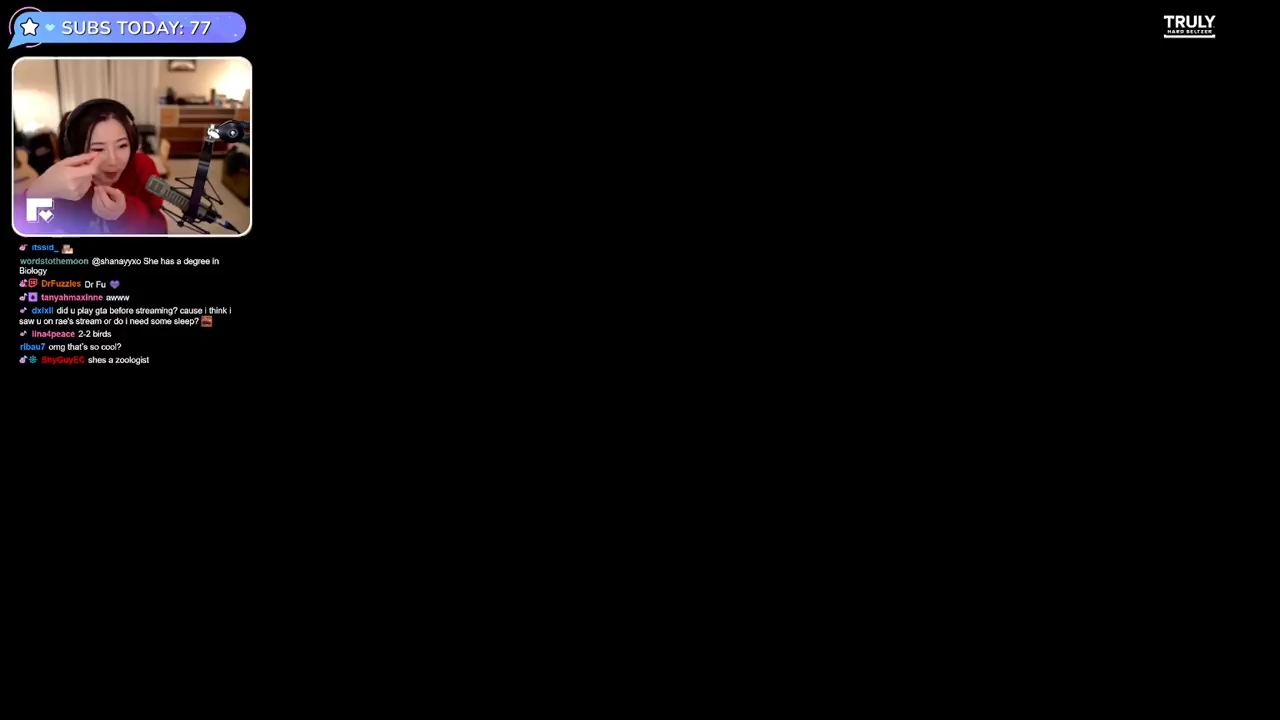 SUBS TODAY: 77
TRULY
HARD SELTZER
itssid_
wordstothemoon @shanayyxo She has a degree in
Biology
DrFuzzles Dr Fu
tanyahmaxinne awww
dxlxll did u play gta before streaming? cause i think i
saw u on rae's stream or do i need some sleep?
lina4peace 2-2 birds
ribau7 omg that's so cool?
ShyGuyEC shes a zoologist